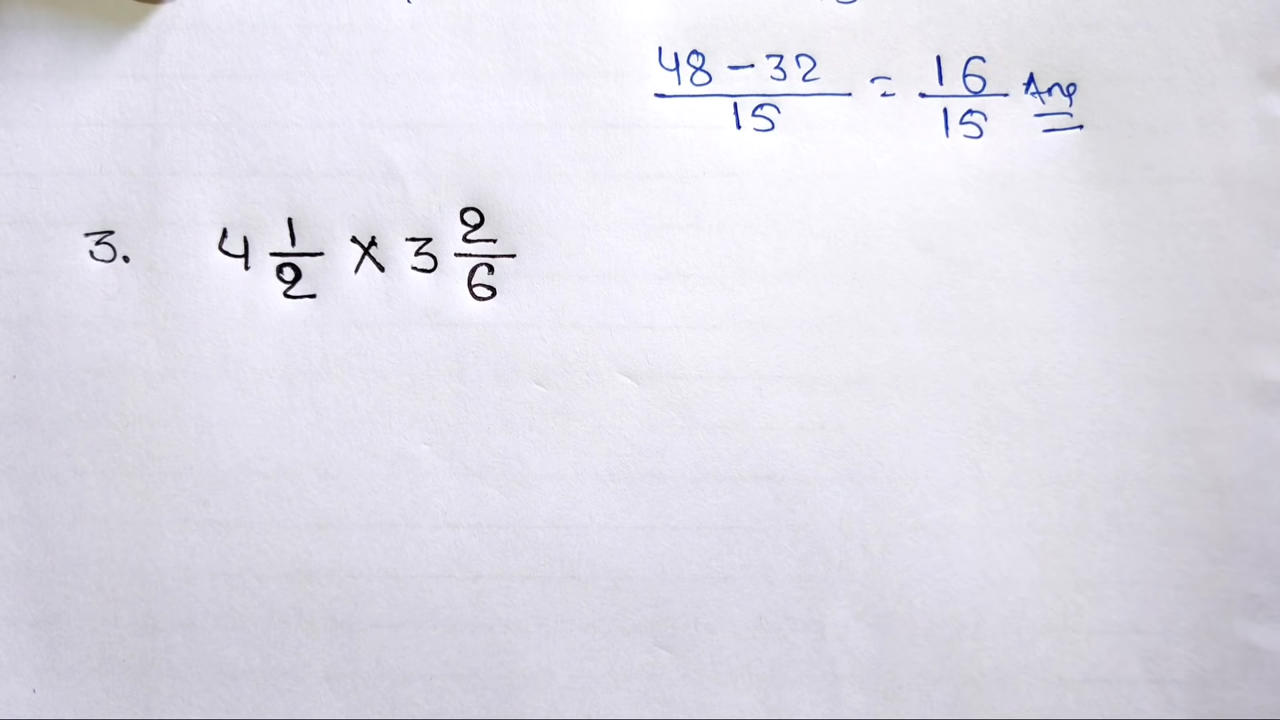 48 - 32 / 15 = 16 / 15 Ans
3. 4 1/2 × 3 2/6